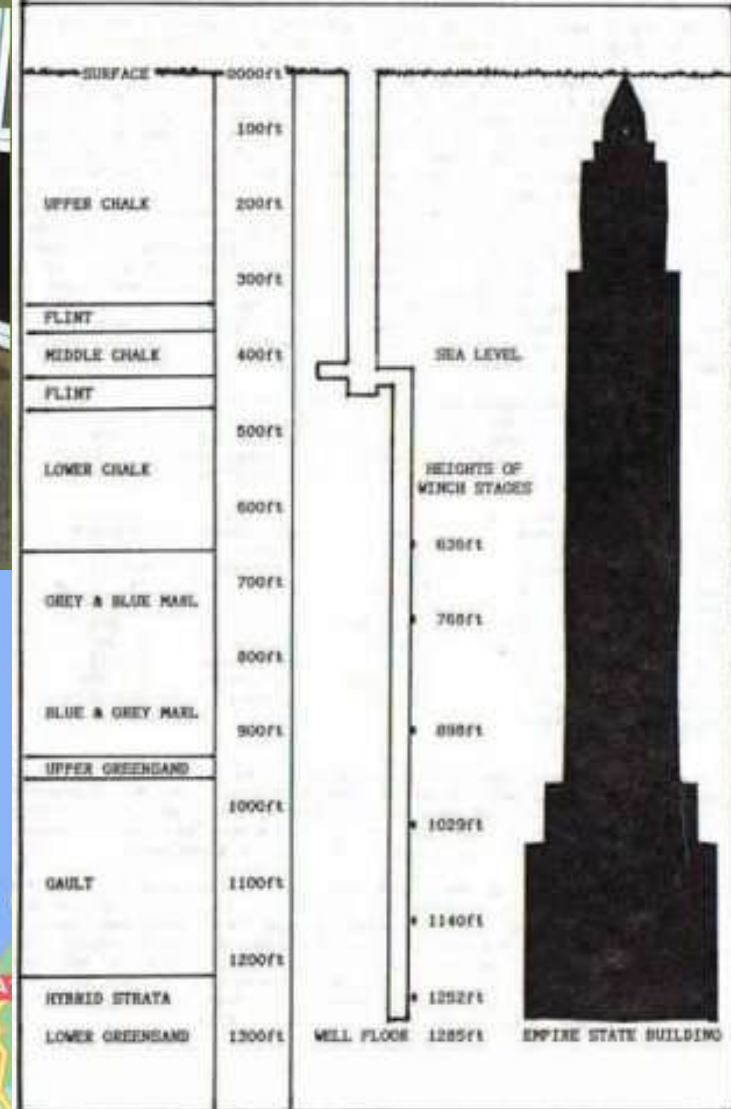 SURFACE 0000ft
100ft
UPPER CHALK 200ft
300ft
FLINT
MIDDLE CHALK 400ft SEA LEVEL
FLINT
500ft
LOWER CHALK HEIGHTS OF
WINCH STAGES
600ft
636ft
700ft
GREY & BLUE MARL
768ft
800ft
BLUE & GREY MARL
900ft 898ft
UPPER GREENSAND
1000ft
1029ft
GAULT 1100ft
1140ft
1200ft
HYBRID STRATA 1252ft
LOWER GREENSAND 1300ft WELL FLOOR 1285ft EMPIRE STATE BUILDING